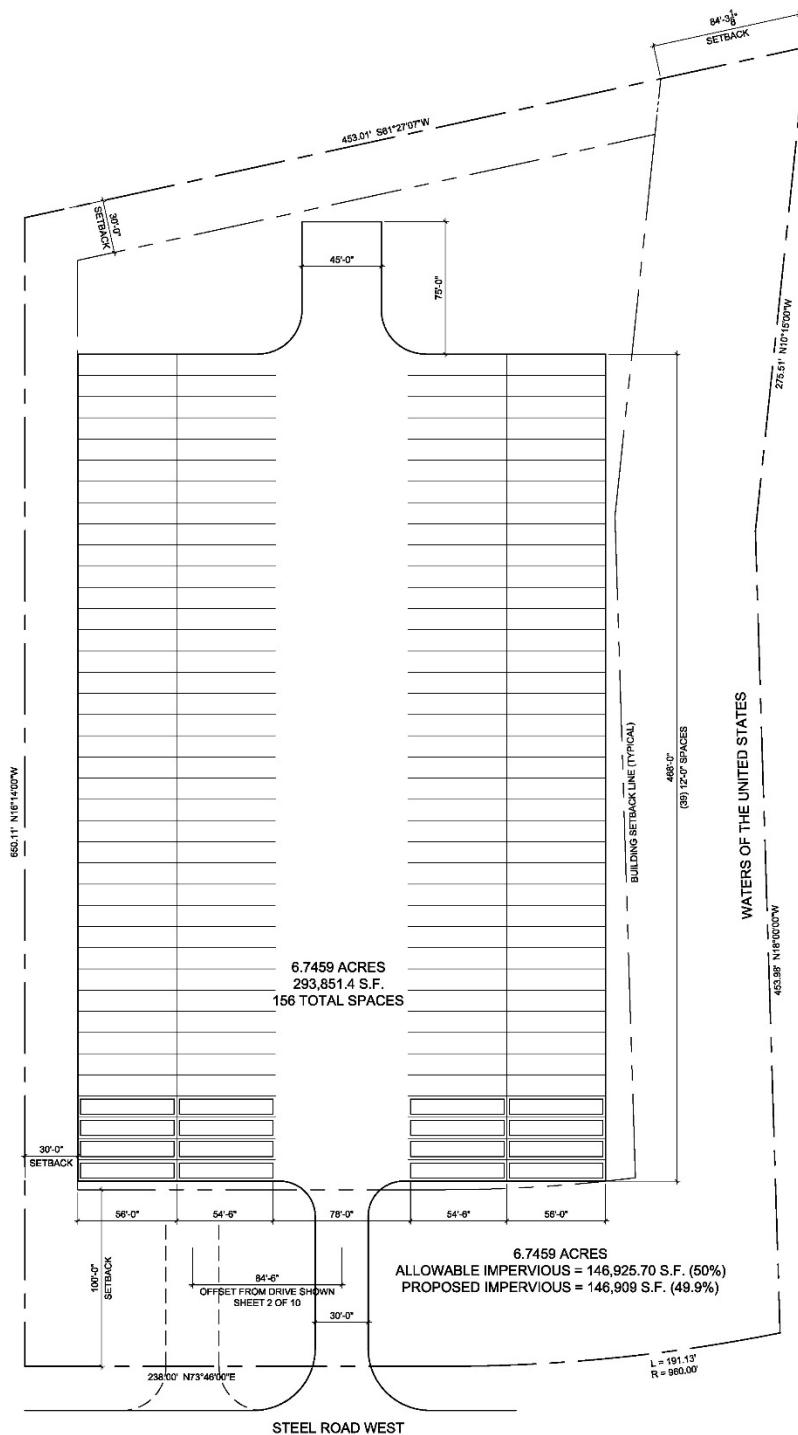 84'-3 1/8"
SETBACK
453.01' S81°27'07"W
30'-0"
SETBACK
45'-0"
75'-0"
275.51' N10°15'00"W
650.11' N16°14'00"W
BUILDING SETBACK LINE (TYPICAL)
468'-0"
(39) 12'-0" SPACES
WATERS OF THE UNITED STATES
453.98' N18°00'00"W
6.7459 ACRES
293,851.4 S.F.
156 TOTAL SPACES
30'-0"
SETBACK
56'-0"
54'-6"
78'-0"
54'-6"
56'-0"
100'-0"
SETBACK
84'-6"
OFFSET FROM DRIVE SHOWN
SHEET 2 OF 10
6.7459 ACRES
ALLOWABLE IMPERVIOUS = 146,925.70 S.F. (50%)
PROPOSED IMPERVIOUS = 146,909 S.F. (49.9%)
30'-0"
238.00' N73°46'00"E
L = 191.13'
R = 980.00'
STEEL ROAD WEST